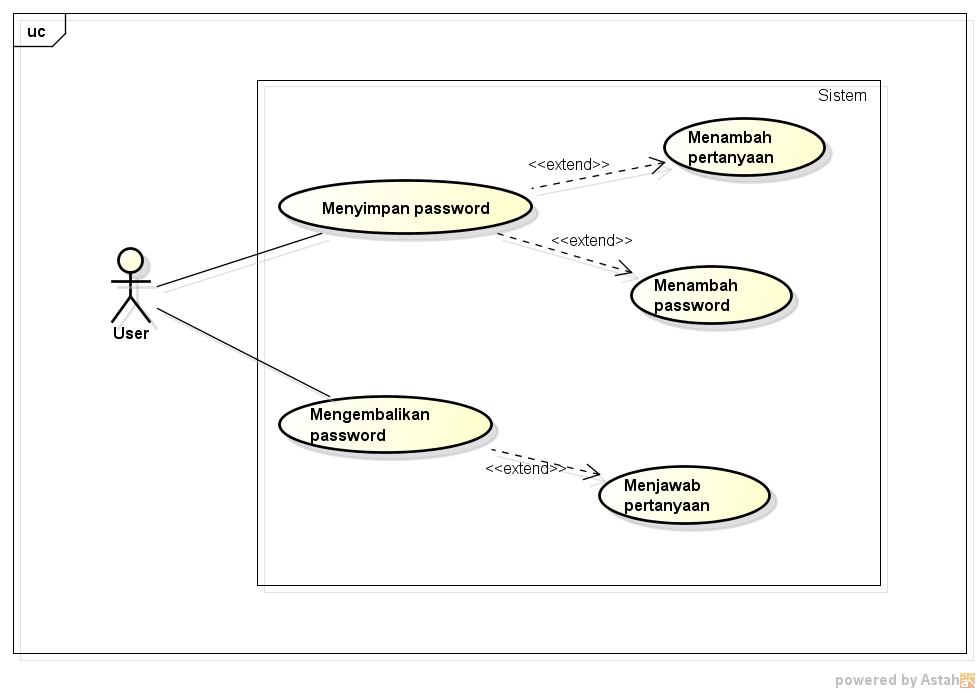 uc
Sistem
Menambah
pertanyaan
<<extend>>
Menyimpan password
<<extend>>
Menambah
password
User
Mengembalikan
password
<<extend>>
Menjawab
pertanyaan
powered by Astah